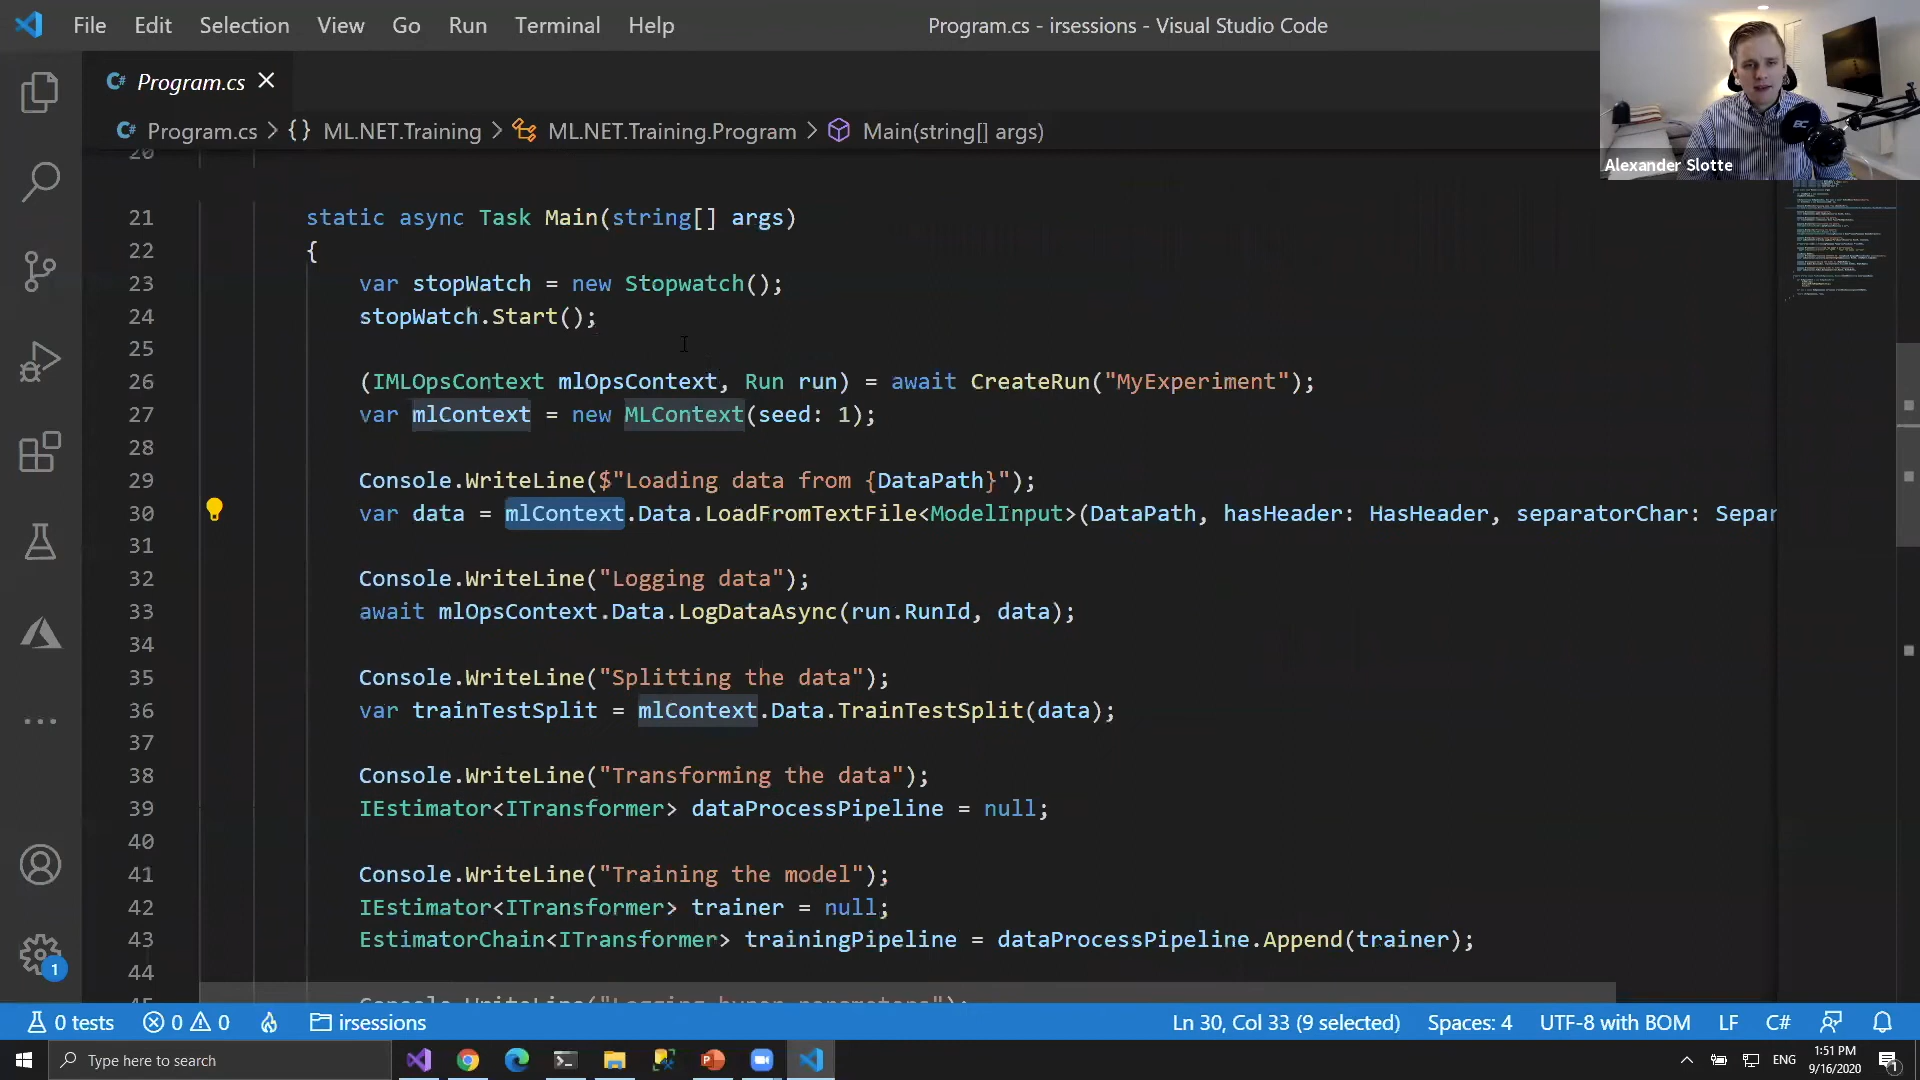 File Edit Selection View Go Run Terminal Help
Program.cs - irsessions - Visual Studio Code
Program.cs
Program.cs > {} ML.NET.Training > ML.NET.Training.Program > Main(string[] args)
Alexander Slotte
20
21 static async Task Main(string[] args)
22 {
23 var stopWatch = new Stopwatch();
24 stopWatch.Start();
25
26 (IMLOpsContext mlOpsContext, Run run) = await CreateRun("MyExperiment");
27 var mlContext = new MLContext(seed: 1);
28
29 Console.WriteLine($"Loading data from {DataPath}");
30 var data = mlContext.Data.LoadFromTextFile<ModelInput>(DataPath, hasHeader: HasHeader, separatorChar: Separ
31
32 Console.WriteLine("Logging data");
33 await mlOpsContext.Data.LogDataAsync(run.RunId, data);
34
35 Console.WriteLine("Splitting the data");
36 var trainTestSplit = mlContext.Data.TrainTestSplit(data);
37
38 Console.WriteLine("Transforming the data");
39 IEstimator<ITransformer> dataProcessPipeline = null;
40
41 Console.WriteLine("Training the model");
42 IEstimator<ITransformer> trainer = null;
43 EstimatorChain<ITransformer> trainingPipeline = dataProcessPipeline.Append(trainer);
44
45 Console.WriteLine("Logging hyper parameters");
1
0 tests 0 0 irsessions Ln 30, Col 33 (9 selected) Spaces: 4 UTF-8 with BOM LF C#
Type here to search
ENG
1:51 PM
9/16/2020
1